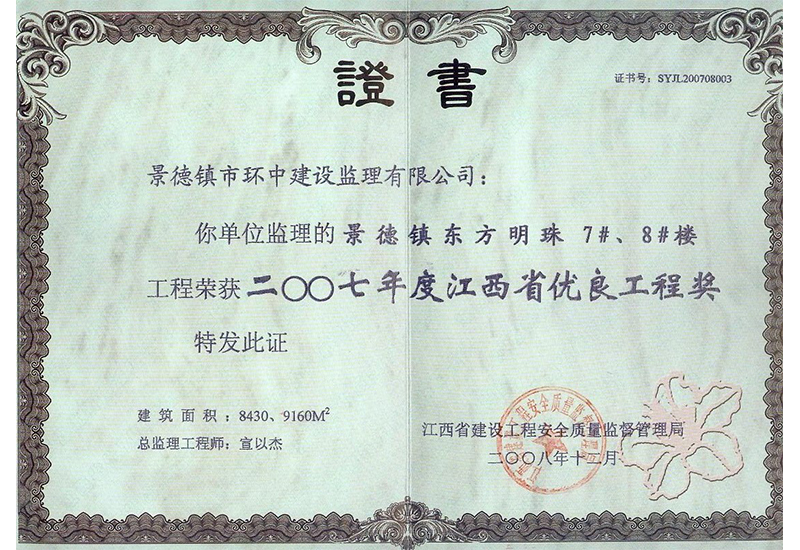 證書
证书号：SYJL200708003
景德镇市环中建设监理有限公司：
你单位监理的 景德镇东方明珠 7#、8#楼
工程荣获 二〇〇七年度江西省优良工程奖
特发此证
建筑面积：8430、9160M²
总监理工程师：宣以杰
江西省建设工程安全质量监督管理局
二〇〇八年十二月